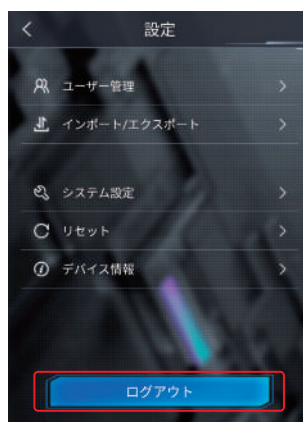 設定
ユーザー管理
インポート/エクスポート
システム設定
リセット
デバイス情報
ログアウト